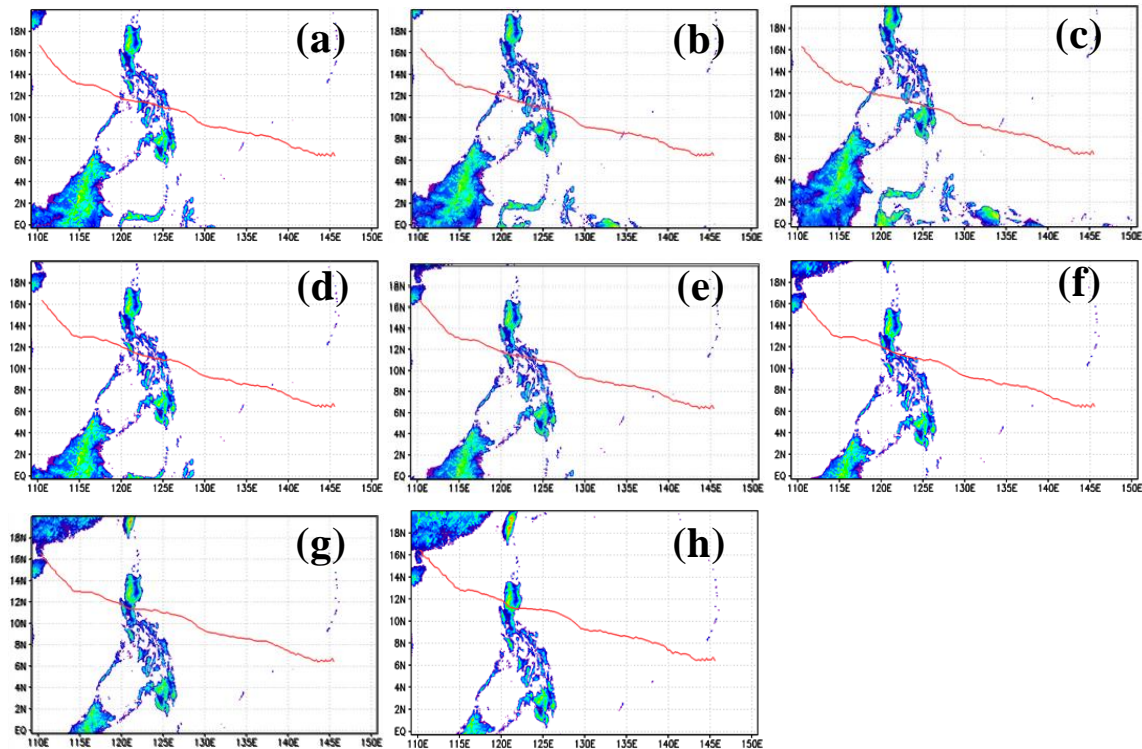 (a)
18N
16N
14N
12N
10N
8N
6N
4N
2N
EQ
110E 115E 120E 125E 130E 135E 140E 145E 150E
(b)
18N
16N
14N
12N
10N
8N
6N
4N
2N
EQ
110E 115E 120E 125E 130E 135E 140E 145E 150E
(c)
18N
16N
14N
12N
10N
8N
6N
4N
2N
EQ
110E 115E 120E 125E 130E 135E 140E 145E 150E
(d)
18N
16N
14N
12N
10N
8N
6N
4N
2N
EQ
110E 115E 120E 125E 130E 135E 140E 145E 150E
(e)
18N
16N
14N
12N
10N
8N
6N
4N
2N
EQ
110E 115E 120E 125E 130E 135E 140E 145E 150E
(f)
18N
16N
14N
12N
10N
8N
6N
4N
2N
EQ
110E 115E 120E 125E 130E 135E 140E 145E 150E
(g)
18N
16N
14N
12N
10N
8N
6N
4N
2N
EQ
110E 115E 120E 125E 130E 135E 140E 145E 150E
(h)
18N
16N
14N
12N
10N
8N
6N
4N
2N
EQ
110E 115E 120E 125E 130E 135E 140E 145E 150E